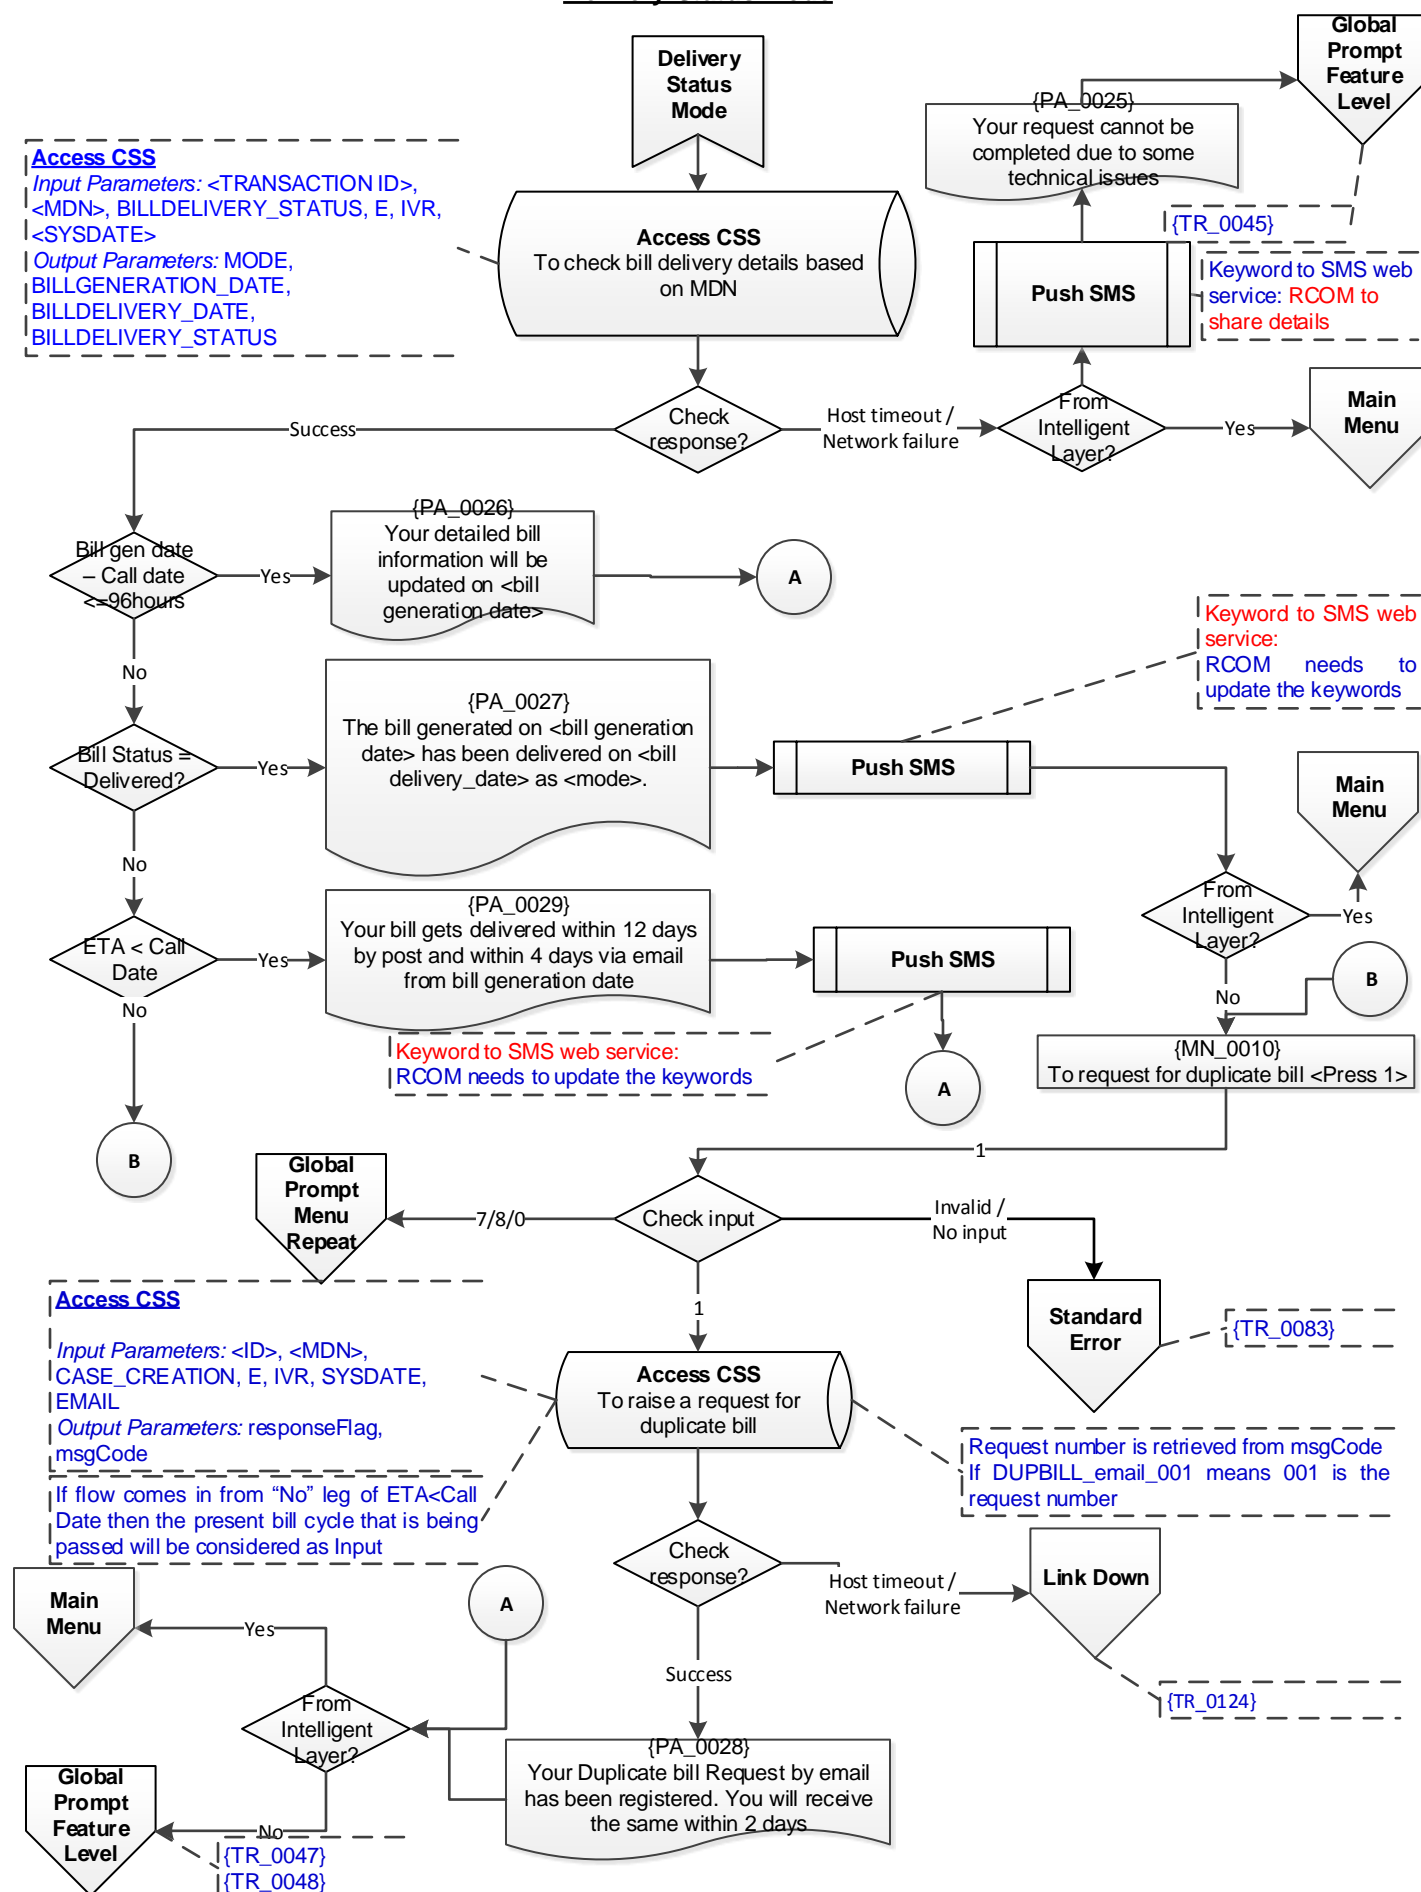 Delivery
Status
Mode
Global
Prompt
Feature
Level
{PA_0025}
Your request cannot be
completed due to some
technical issues
Access CSS
Input Parameters: <TRANSACTION ID>,
<MDN>, BILLDELIVERY_STATUS, E, IVR,
<SYSDATE>
Output Parameters: MODE,
BILLGENERATION_DATE,
BILLDELIVERY_DATE,
BILLDELIVERY_STATUS
Access CSS
To check bill delivery details based
on MDN
{TR_0045}
Push SMS
Keyword to SMS web
service: RCOM to
share details
Check
response?
Success
Host timeout /
Network failure
From
Intelligent
Layer?
Yes
Main
Menu
Bill gen date
– Call date
<=96hours
Yes
{PA_0026}
Your detailed bill
information will be
updated on <bill
generation date>
A
No
Keyword to SMS web
service:
RCOM needs to
update the keywords
Bill Status =
Delivered?
Yes
{PA_0027}
The bill generated on <bill generation
date> has been delivered on <bill
delivery_date> as <mode>.
Push SMS
Main
Menu
No
From
Intelligent
Layer?
Yes
ETA < Call
Date
Yes
{PA_0029}
Your bill gets delivered within 12 days
by post and within 4 days via email
from bill generation date
Push SMS
B
No
No
Keyword to SMS web service:
RCOM needs to update the keywords
A
{MN_0010}
To request for duplicate bill <Press 1>
B
1
Global
Prompt
Menu
Repeat
7/8/0
Check input
Invalid /
No input
1
Standard
Error
{TR_0083}
Access CSS
Input Parameters: <ID>, <MDN>,
CASE_CREATION, E, IVR, SYSDATE,
EMAIL
Output Parameters: responseFlag,
msgCode
Access CSS
To raise a request for
duplicate bill
Request number is retrieved from msgCode
If DUPBILL_email_001 means 001 is the
request number
If flow comes in from “No” leg of ETA<Call
Date then the present bill cycle that is being
passed will be considered as Input
Check
response?
Host timeout /
Network failure
Link Down
{TR_0124}
Main
Menu
Yes
A
Success
From
Intelligent
Layer?
{PA_0028}
Your Duplicate bill Request by email
has been registered. You will receive
the same within 2 days
Global
Prompt
Feature
Level
No
{TR_0047}
{TR_0048}